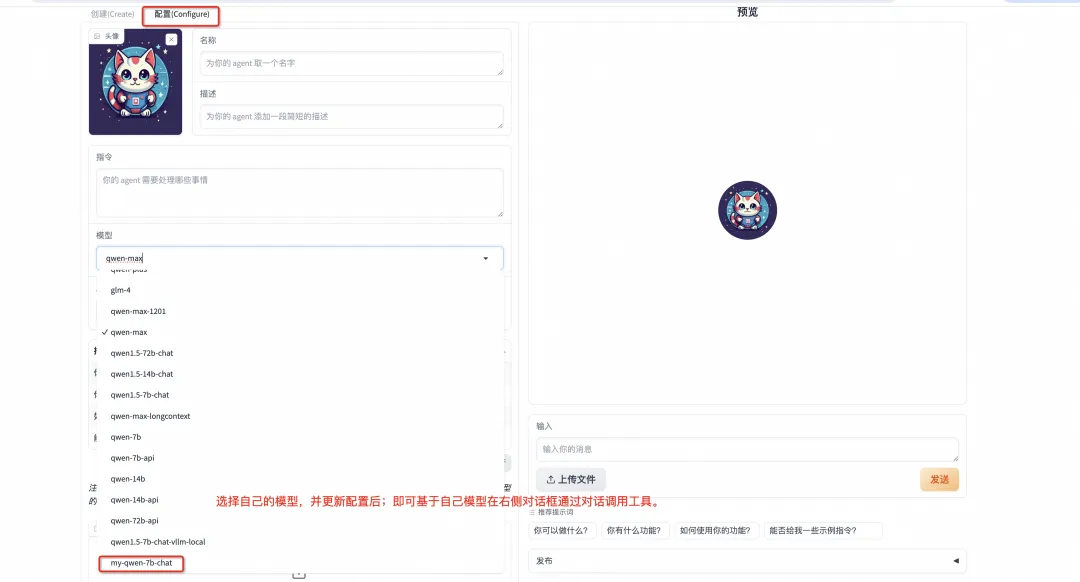 创建(Create)
配置(Configure)
预览
头像
名称
为你的 agent 取一个名字
描述
为你的 agent 添加一段简短的描述
指令
你的 agent 需要处理哪些事情
模型
qwen-max
qwen-plus
glm-4
qwen-max-1201
✓ qwen-max
qwen1.5-72b-chat
qwen1.5-14b-chat
qwen1.5-7b-chat
qwen-max-longcontext
qwen-7b
qwen-7b-api
qwen-14b
qwen-14b-api
qwen-72b-api
qwen1.5-7b-chat-vllm-local
my-qwen-7b-chat
选择自己的模型，并更新配置后；即可基于自己模型在右侧对话框通过对话调用工具。
输入
输入你的消息
上传文件
发送
推荐提示词
你可以做什么?
你有什么功能?
如何使用你的功能?
能否给我一些示例指令?
发布